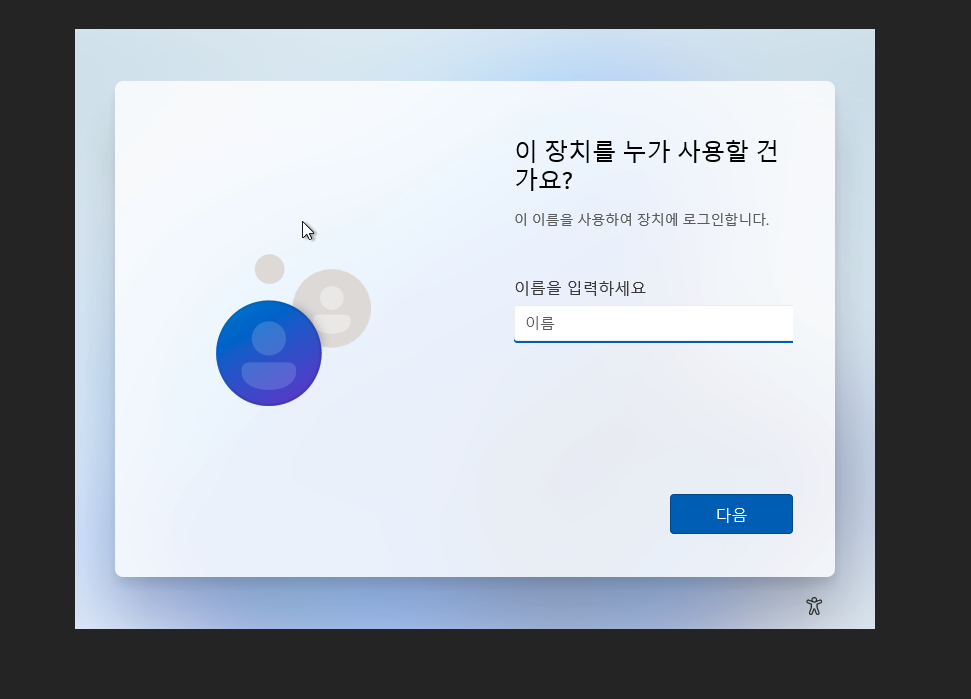 이 장치를 누가 사용할 건
가요?
이 이름을 사용하여 장치에 로그인합니다.
이름을 입력하세요
이름
다음